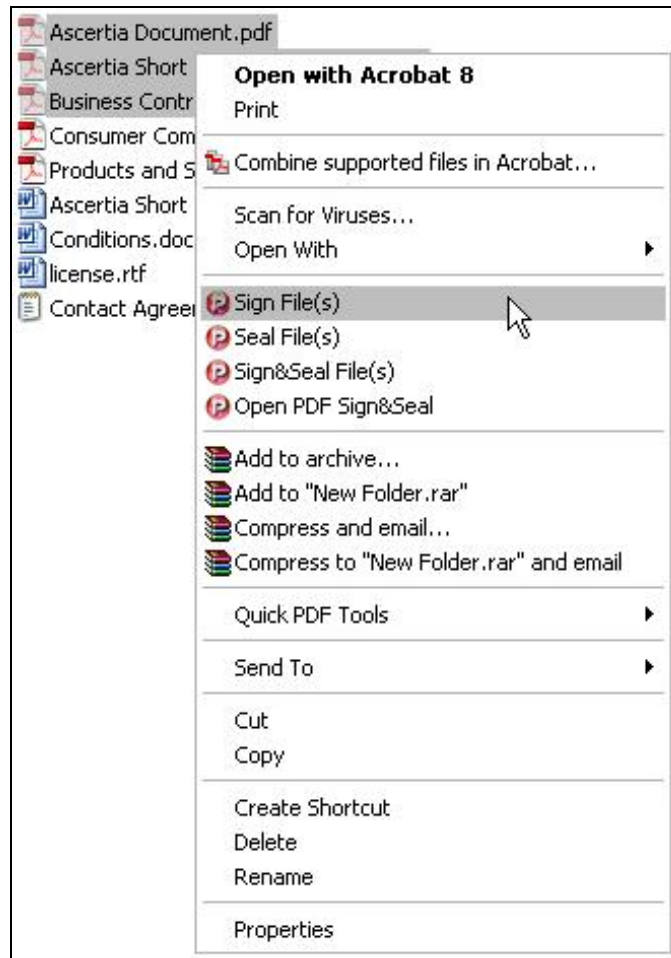 Ascertia Document.pdf
Ascertia Short
Business Contr
Consumer Com
Products and S
Ascertia Short
Conditions.doc
license.rtf
Contact Agree
Open with Acrobat 8
Print
Combine supported files in Acrobat...
Scan for Viruses...
Open With
Sign File(s)
Seal File(s)
Sign&Seal File(s)
Open PDF Sign&Seal
Add to archive...
Add to "New Folder.rar"
Compress and email...
Compress to "New Folder.rar" and email
Quick PDF Tools
Send To
Cut
Copy
Create Shortcut
Delete
Rename
Properties